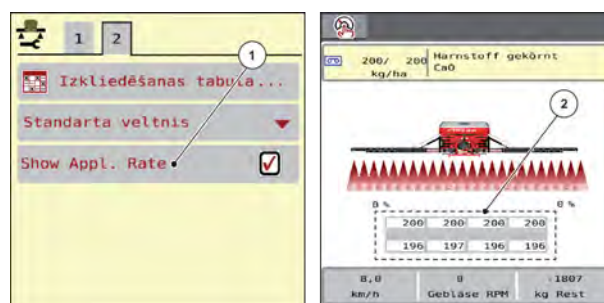 1 2
1
Izkliedēšanas tabula...
Standarta veltnis
Show Appl. Rate
200/ 200 Harnstoff gekörnt
kg/ha CaO
2
0 % 0 %
200 200 200 200
196 197 196 196
8,0 0 1807
km/h Gebläse RPM kg Rest